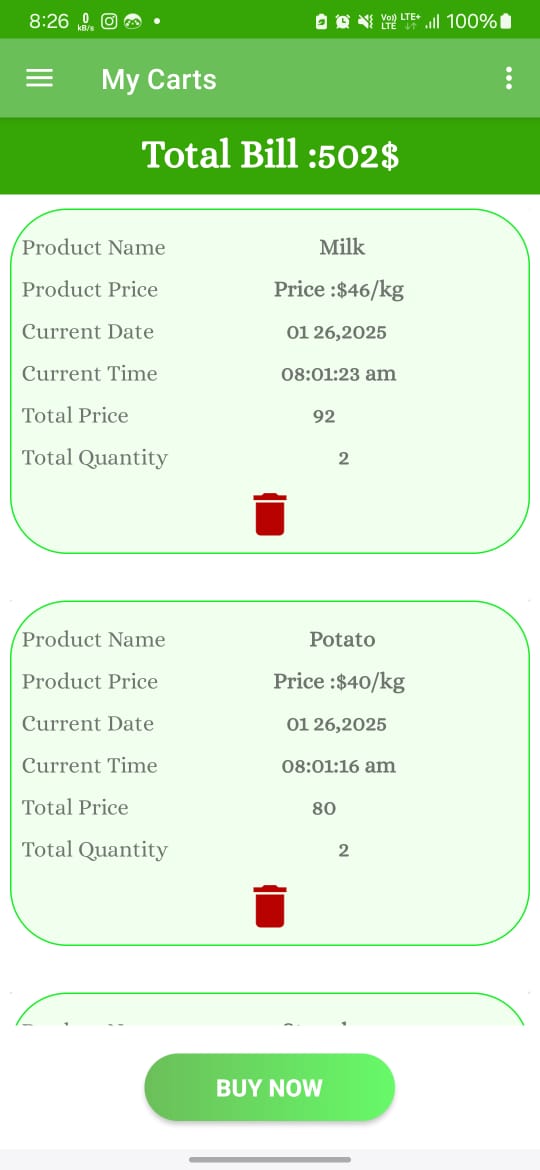 8:26 0 kB/s Vo)) LTE LTE+ 100%
My Carts
Total Bill :502$
Product Name Milk
Product Price Price :$46/kg
Current Date 01 26,2025
Current Time 08:01:23 am
Total Price 92
Total Quantity 2
Product Name Potato
Product Price Price :$40/kg
Current Date 01 26,2025
Current Time 08:01:16 am
Total Price 80
Total Quantity 2
BUY NOW